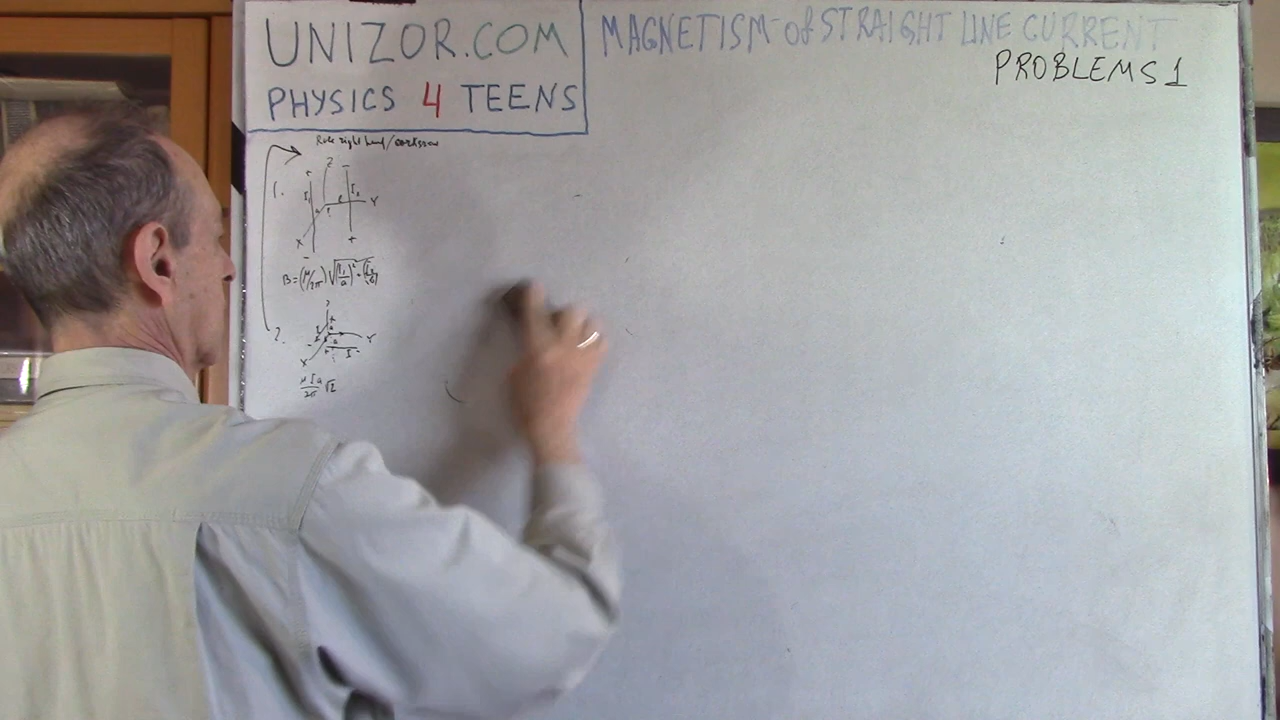 UNIZOR.COM
PHYSICS 4 TEENS
MAGNETISM of STRAIGHT LINE CURRENT
PROBLEMS 1
Rule right hand/corkscrew
1.
Z
Y
X
2.
Y
X